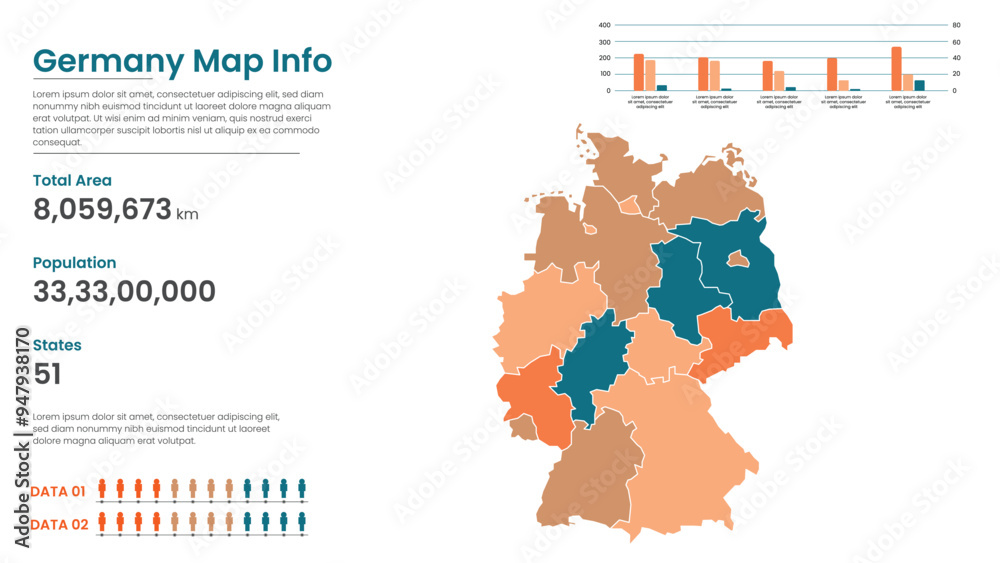 Germany Map Info
Lorem ipsum dolor sit amet, consectetuer adipiscing elit, sed diam
nonummy nibh euismod tincidunt ut laoreet dolore magna aliquam
erat volutpat. Ut wisi enim ad minim veniam, quis nostrud exerci
tation ullamcorper suscipit lobortis nisl ut aliquip ex ea commodo
consequat.
Total Area
8,059,673 km
Population
33,33,00,000
States
51
Lorem ipsum dolor sit amet, consectetuer adipiscing elit,
sed diam nonummy nibh euismod tincidunt ut laoreet
dolore magna aliquam erat volutpat.
DATA 01
DATA 02
400
300
200
100
0
80
60
40
20
0
Lorem ipsum dolor
sit amet, consectetuer
adipiscing elit
Lorem ipsum dolor
sit amet, consectetuer
adipiscing elit
Lorem ipsum dolor
sit amet, consectetuer
adipiscing elit
Lorem ipsum dolor
sit amet, consectetuer
adipiscing elit
Lorem ipsum dolor
sit amet, consectetuer
adipiscing elit
Adobe Stock | #947938170